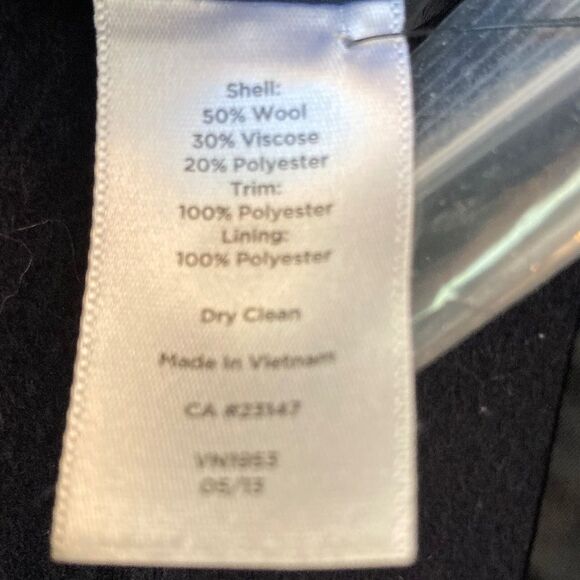 Shell:
50% Wool
30% Viscose
20% Polyester
Trim:
100% Polyester
Lining:
100% Polyester
Dry Clean
Made In Vietnam
CA #23147
VN1953
05/13